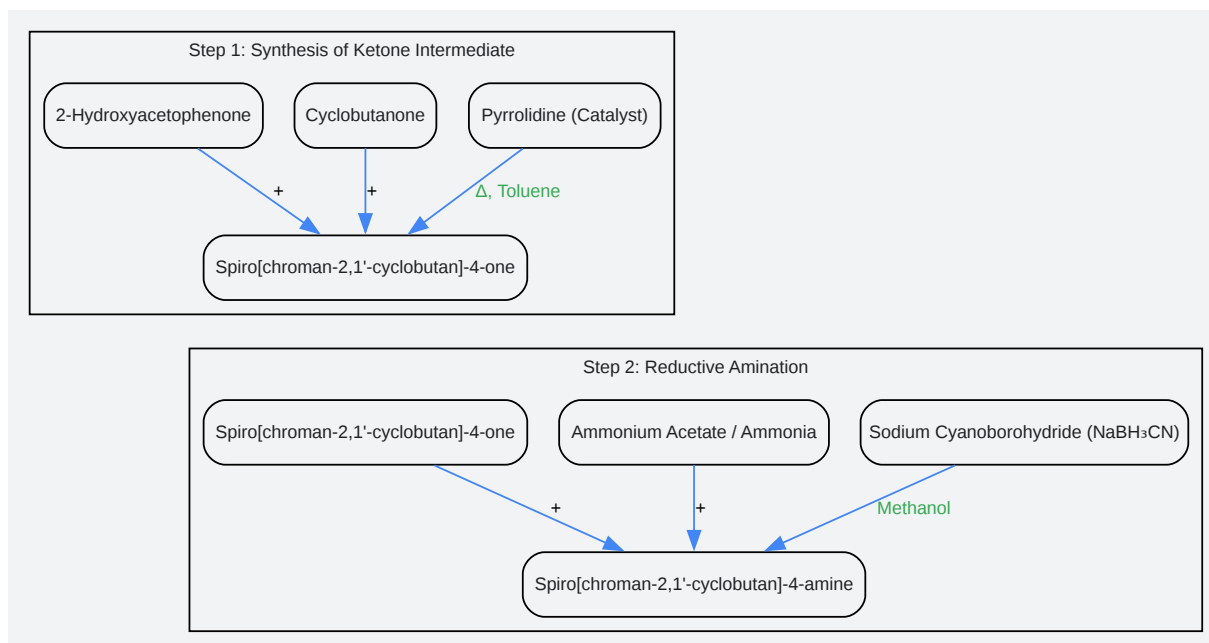 Step 1: Synthesis of Ketone Intermediate
2-Hydroxyacetophenone
Cyclobutanone
Pyrrolidine (Catalyst)
+
+
Δ, Toluene
Spiro[chroman-2,1'-cyclobutan]-4-one
Step 2: Reductive Amination
Spiro[chroman-2,1'-cyclobutan]-4-one
Ammonium Acetate / Ammonia
Sodium Cyanoborohydride (NaBH₃CN)
+
+
Methanol
Spiro[chroman-2,1'-cyclobutan]-4-amine